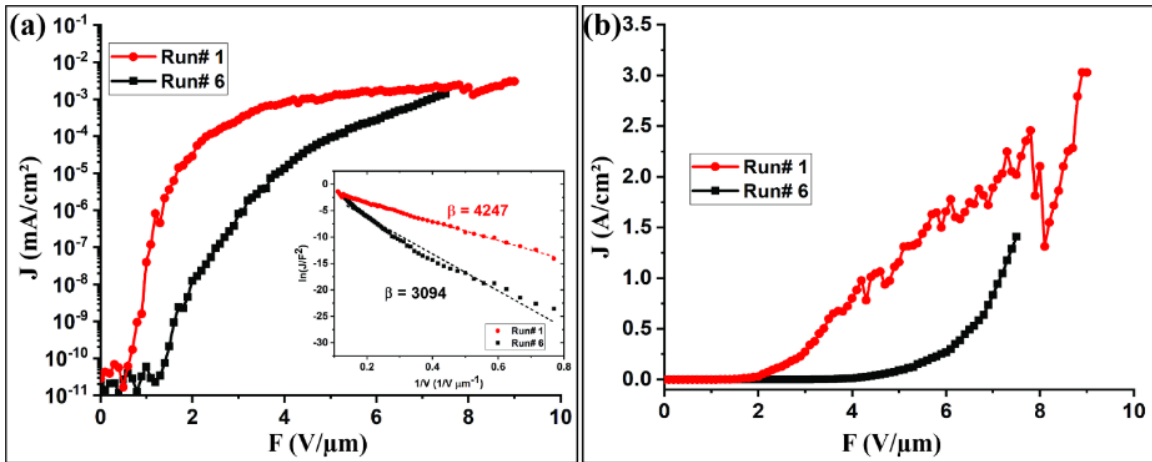 (a)
Run# 1
Run# 6
J (mA/cm²)
10⁻¹
10⁻²
10⁻³
10⁻⁴
10⁻⁵
10⁻⁶
10⁻⁷
10⁻⁸
10⁻⁹
10⁻¹⁰
10⁻¹¹
0 2 4 6 8 10
F (V/µm)
ln(J/F²)
0
-5
-10
-15
-20
-25
-30
β = 4247
β = 3094
Run# 1
Run# 6
0.2 0.4 0.6 0.8
1/V (1/V µm⁻¹)
(b)
Run# 1
Run# 6
J (A/cm²)
3.0
2.5
2.0
1.5
1.0
0.5
0.0
0 2 4 6 8 10
F (V/µm)